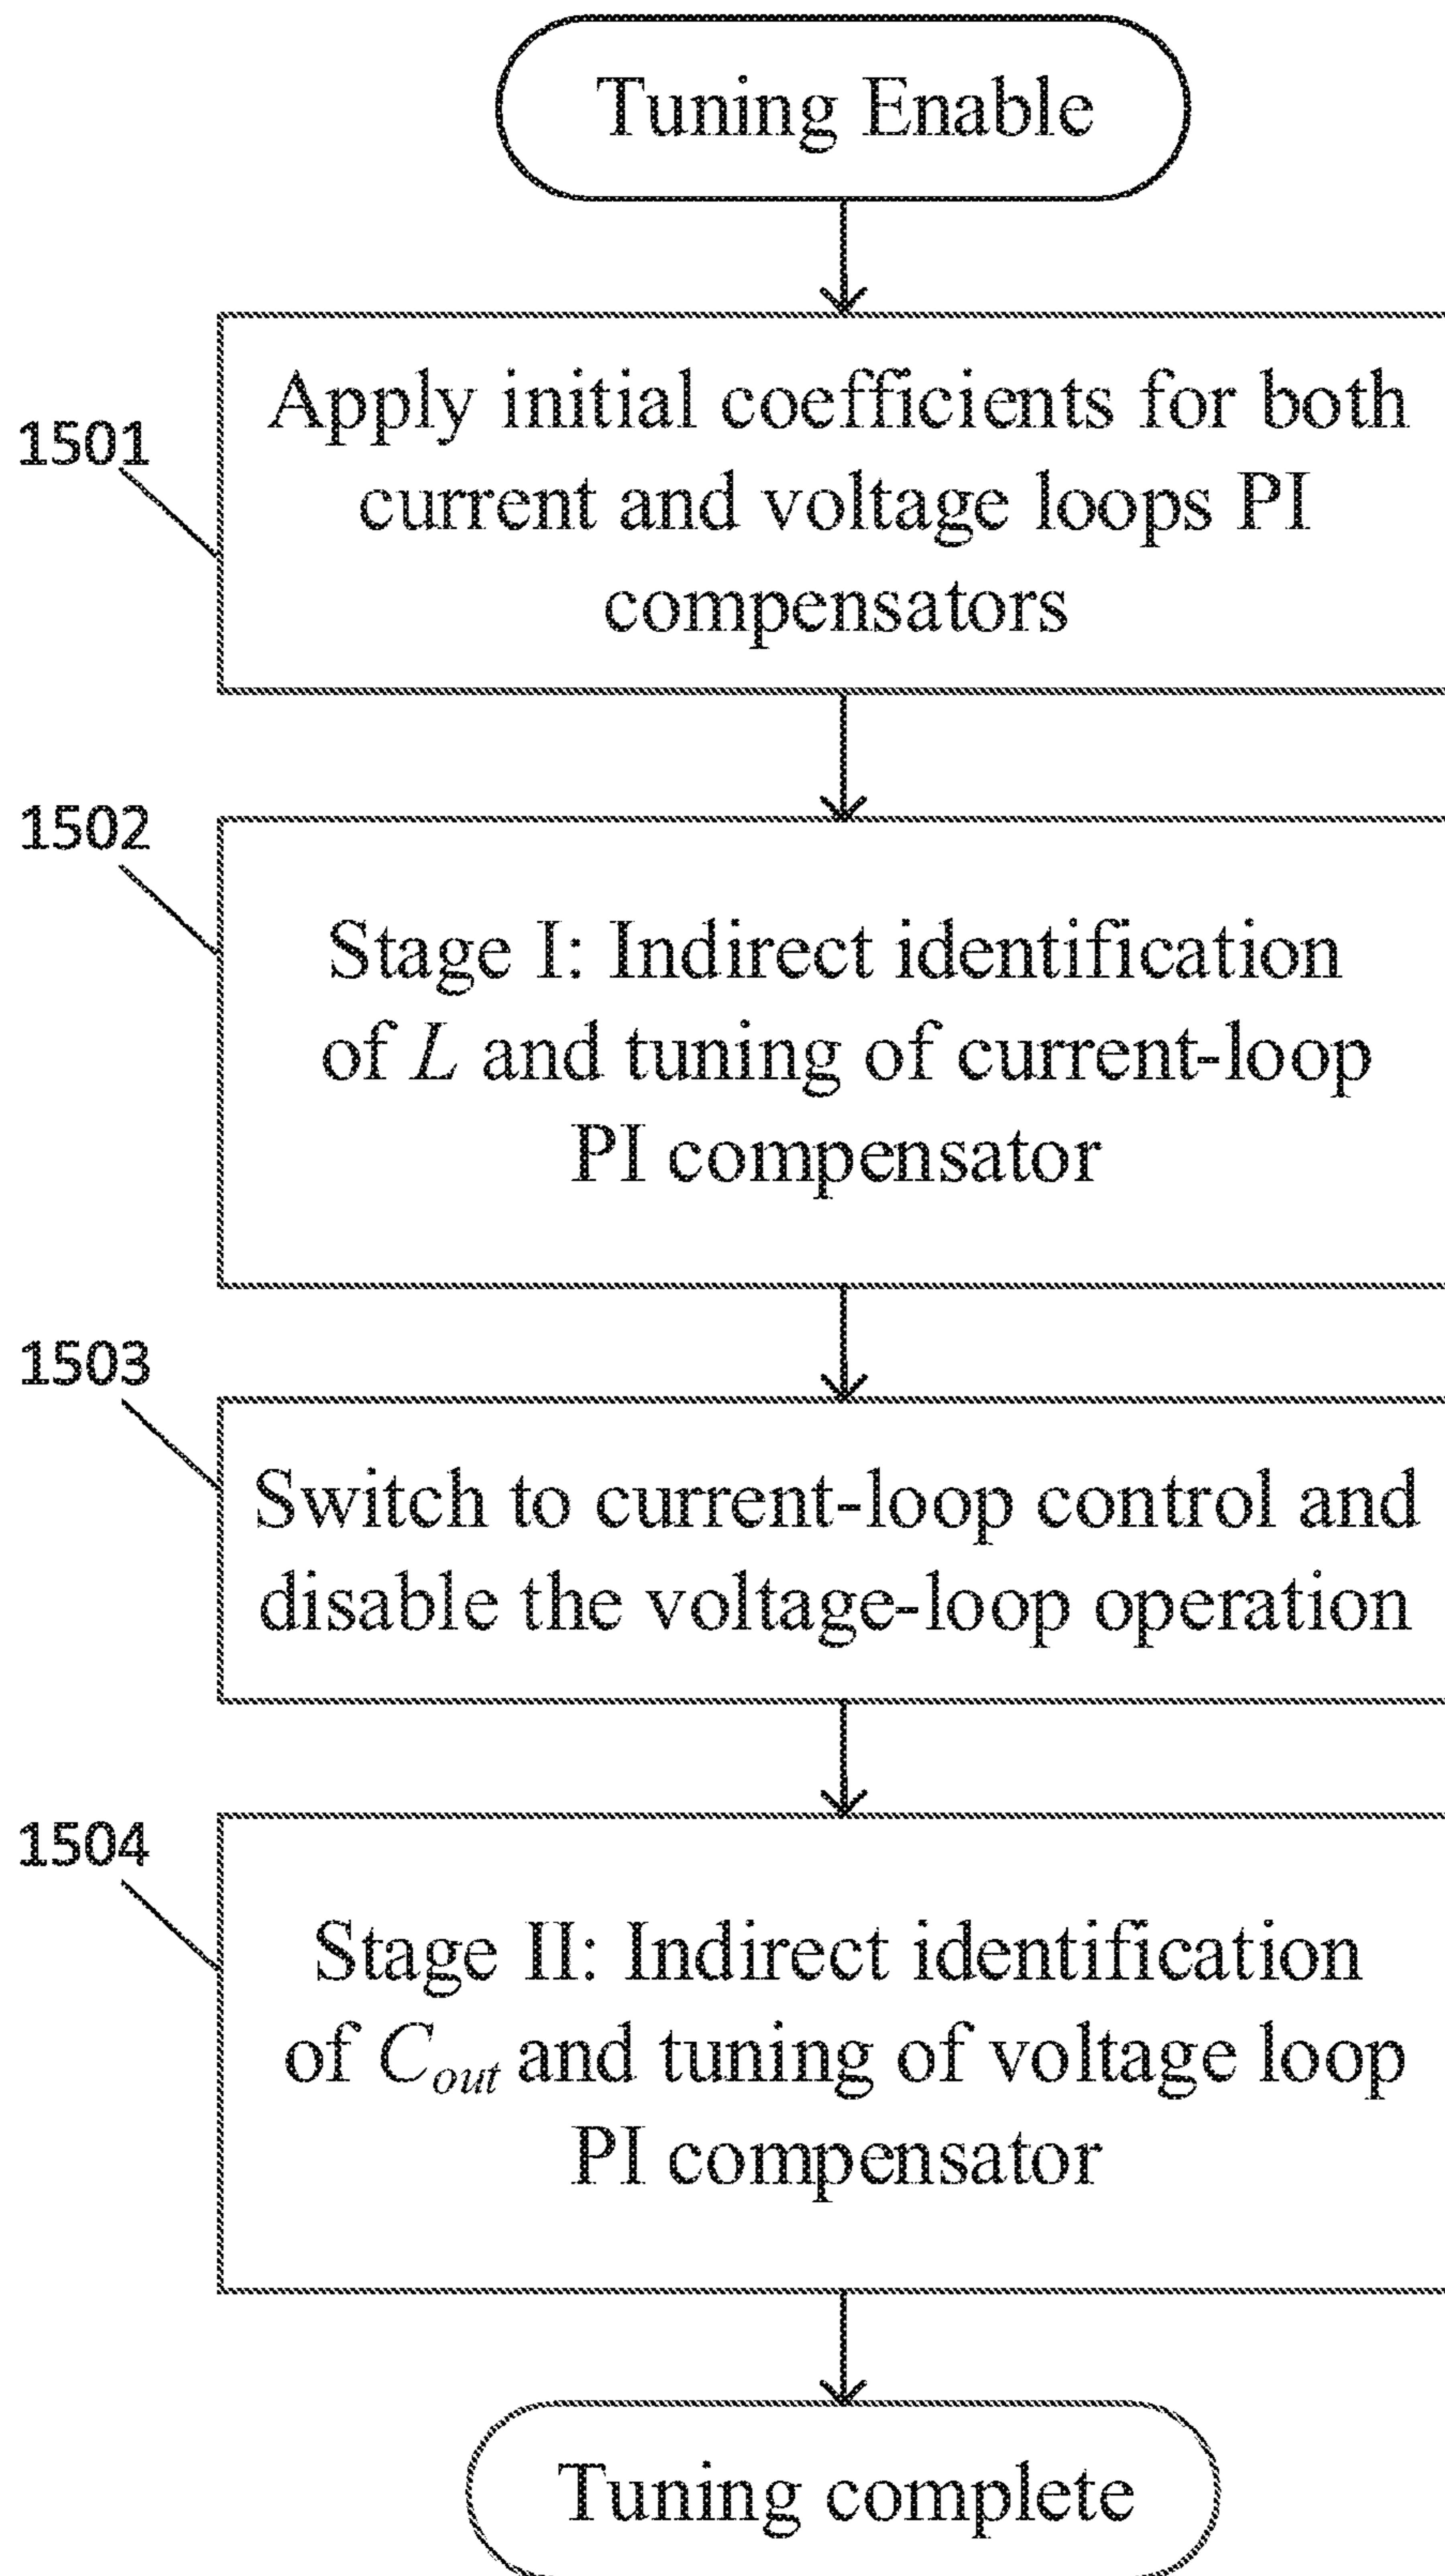 Tuning Enable
1501
Apply initial coefficients for both
current and voltage loops PI
compensators
1502
Stage I: Indirect identification
of L and tuning of current-loop
PI compensator
1503
Switch to current-loop control and
disable the voltage-loop operation
1504
Stage II: Indirect identification
of Cout and tuning of voltage loop
PI compensator
Tuning complete